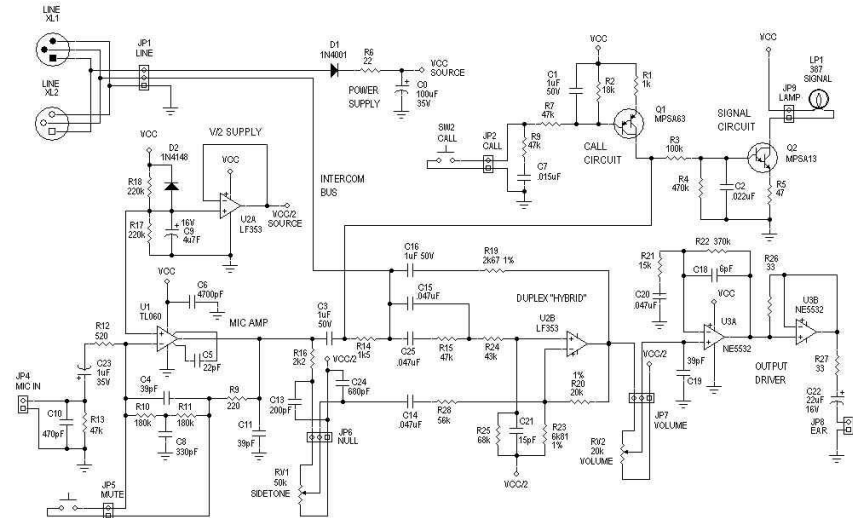 LINE
XL1
LINE
XL2
JP1
LINE
D1
1N4001
R6
22
VCC
SOURCE
POWER
SUPPLY
C0
100uF
35V
VCC
C1
1uF
50V
R2
18k
R1
1k
Q1
MPSA63
VCC
LP1
387
SIGNAL
JP9
LAMP
SIGNAL
CIRCUIT
Q2
MPSA13
SW2
CALL
JP2
CALL
R7
47k
R9
47k
C7
.015uF
CALL
CIRCUIT
R3
100k
R4
470k
C2
.022uF
R5
47
VCC
D2
1N4148
V/2 SUPPLY
VCC
R18
220k
R17
220k
16V
C9
4u7F
U2A
LF353
VCC/2
SOURCE
INTERCOM
BUS
VCC
C6
4700pF
U1
TL060
MIC AMP
C5
22pF
C3
1uF
50V
R12
520
C23
1uF
35V
JP4
MIC IN
C10
470pF
R13
47k
C4
39pF
R10
180k
R11
180k
C8
330pF
R9
220
C11
39pF
JP5
MUTE
C16
1uF 50V
R19
2k67 1%
C15
.047uF
DUPLEX "HYBRID"
R14
1k5
C25
.047uF
R15
47k
R24
43k
U2B
LF353
R16
2k2
VCC/2
C24
680pF
C13
200pF
JP6
NULL
RV1
50k
SIDETONE
C14
.047uF
R28
56k
1%
R20
20k
R25
68k
C21
15pF
R23
6k81
1%
VCC/2
RV2
20k
VOLUME
JP7
VOLUME
VCC/2
R21
15k
C20
.047uF
R22 370k
C18
6pF
VCC
U3A
NE5532
39pF
C19
R26
33
U3B
NE5532
OUTPUT
DRIVER
R27
33
C22
22uF
16V
JP8
EAR